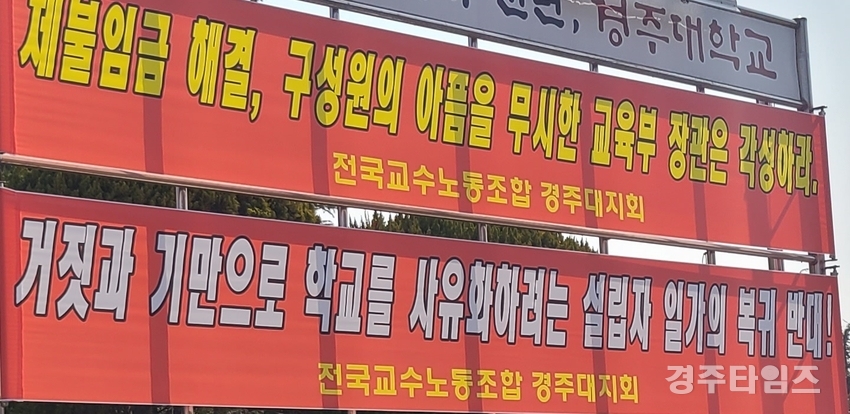 경주대학교
체불임금 해결, 구성원의 아픔을 무시한 교육부 장관은 각성하라.
전국교수노동조합 경주대지회
거짓과 기만으로 학교를 사유화하려는 설립자 일가의 복귀 반대!
전국교수노동조합 경주대지회
경주타임즈